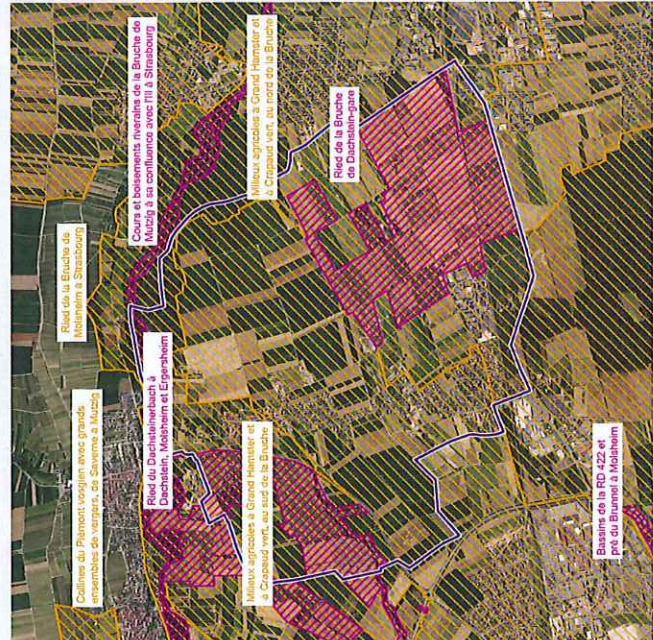 Collines du Piémont vosgien avec grands
ensembles de vergers, de Saverne à Mutzig
Ried de la Bruche de
Molsheim à Strasbourg
Cours et boisements riverains de la Bruche de
Mutzig à sa confluence avec l'Ill à Strasbourg
Ried du Dachsteinerbach à
Dachstein, Molsheim et Ergersheim
Milieux agricoles à Grand Hamster et
à Crapaud vert, au nord de la Bruche
Milieux agricoles à Grand Hamster et
à Crapaud vert, au sud de la Bruche
Ried de la Bruche
de Dachstein-gare
Bassins de la RD 422 et
pré du Brunnel à Molsheim